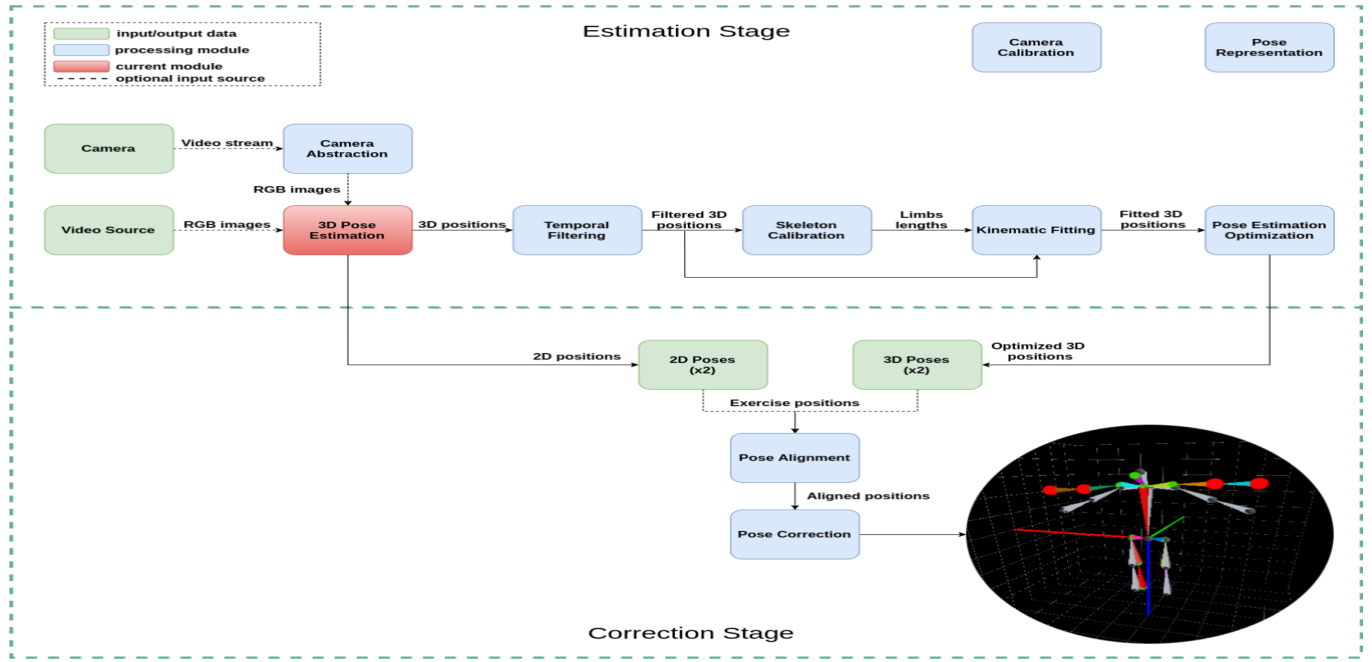 Estimation Stage
input/output data
processing module
current module
optional input source
Camera
Calibration
Pose
Representation
Camera
Video stream
Camera
Abstraction
RGB images
Video Source
RGB images
3D Pose
Estimation
3D positions
Temporal
Filtering
Filtered 3D
positions
Skeleton
Calibration
Limbs
lengths
Kinematic Fitting
Fitted 3D
positions
Pose Estimation
Optimization
2D positions
2D Poses
(x2)
3D Poses
(x2)
Optimized 3D
positions
Exercise positions
Pose Alignment
Aligned positions
Pose Correction
Correction Stage